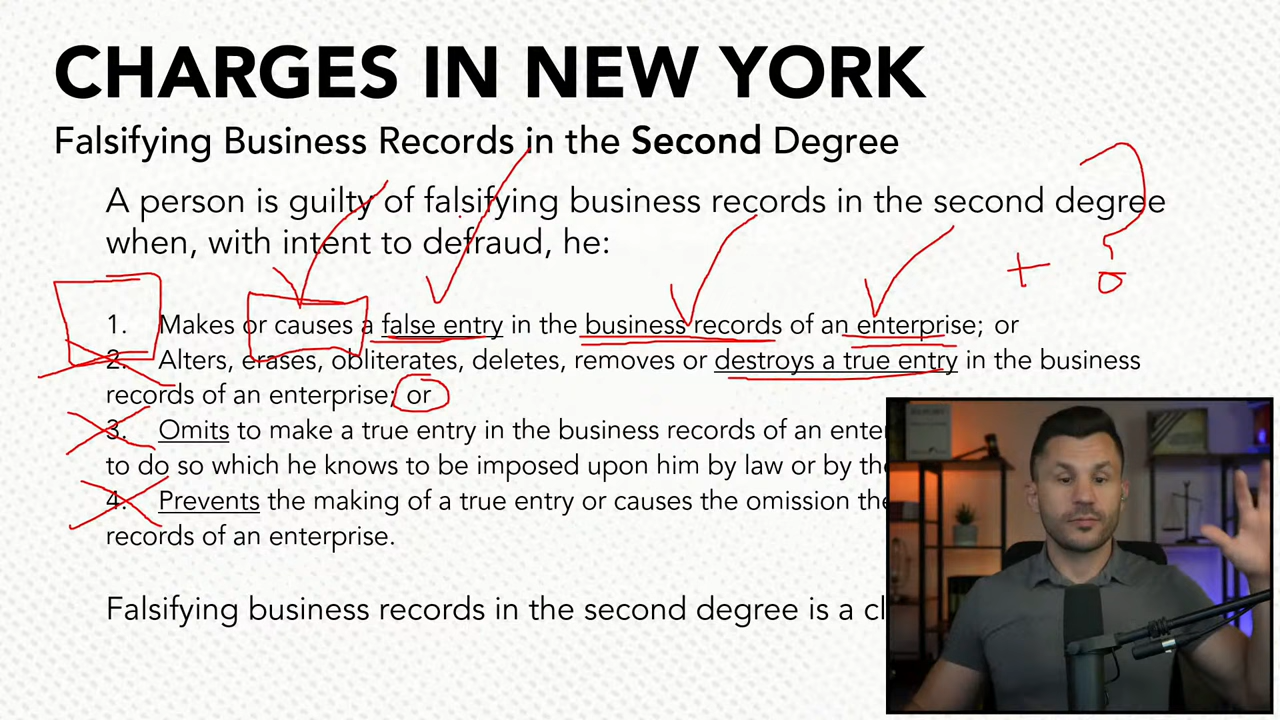 CHARGES IN NEW YORK
Falsifying Business Records in the Second Degree
A person is guilty of falsifying business records in the second degree
when, with intent to defraud, he:
1. Makes or causes a false entry in the business records of an enterprise; or
2. Alters, erases, obliterates, deletes, removes or destroys a true entry in the business
records of an enterprise; or
3. Omits to make a true entry in the business records of an
to do so which he knows to be imposed upon him by law or by
4. Prevents the making of a true entry or causes the omission
records of an enterprise.
Falsifying business records in the second degree is a
+ ?